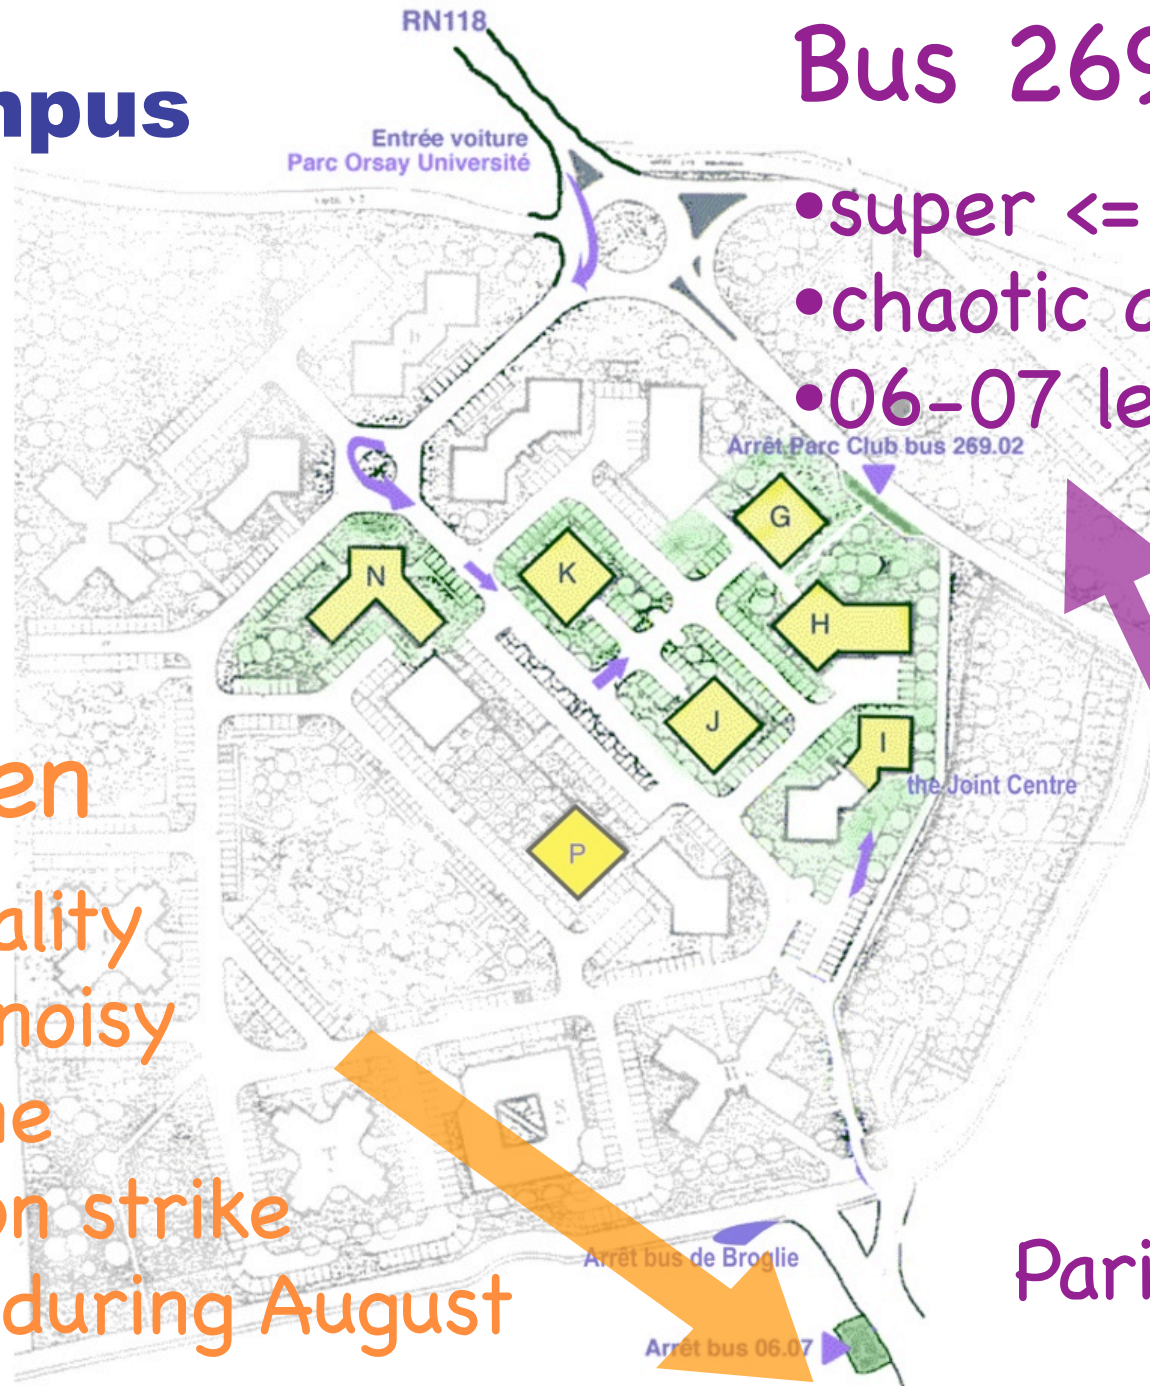 RN118
Bus 269
mpus
Entrée voiture
Parc Orsay Université
•super <=
•chaotic
•06-07 le
Arrêt Parc Club bus 269.02
G
K
N
H
J
I
the Joint Centre
en
P
ality
noisy
ne
on strike
during August
Arrêt bus de Broglie
Pari
Arrêt bus 06.07